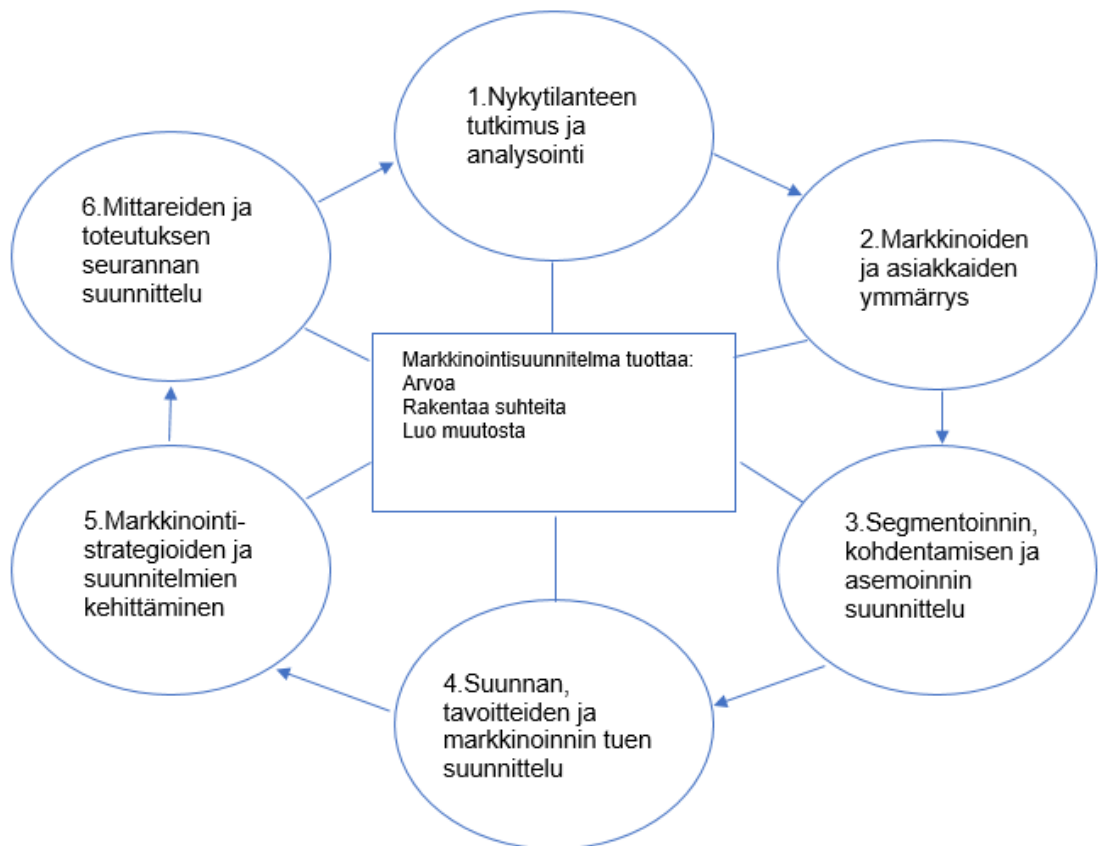 1.Nykytilanteen
tutkimus ja
analysointi
2.Markkinoiden
ja asiakkaiden
ymmärrys
3.Segmentoinnin,
kohdentamisen ja
asemoinnin
suunnittelu
4.Suunnan,
tavoitteiden ja
markkinoinnin tuen
suunnittelu
5.Markkinointi-
strategioiden ja
suunnitelmien
kehittäminen
6.Mittareiden ja
toteutuksen
seurannan
suunnittelu
Markkinointisuunnitelma tuottaa:
Arvoa
Rakentaa suhteita
Luo muutosta